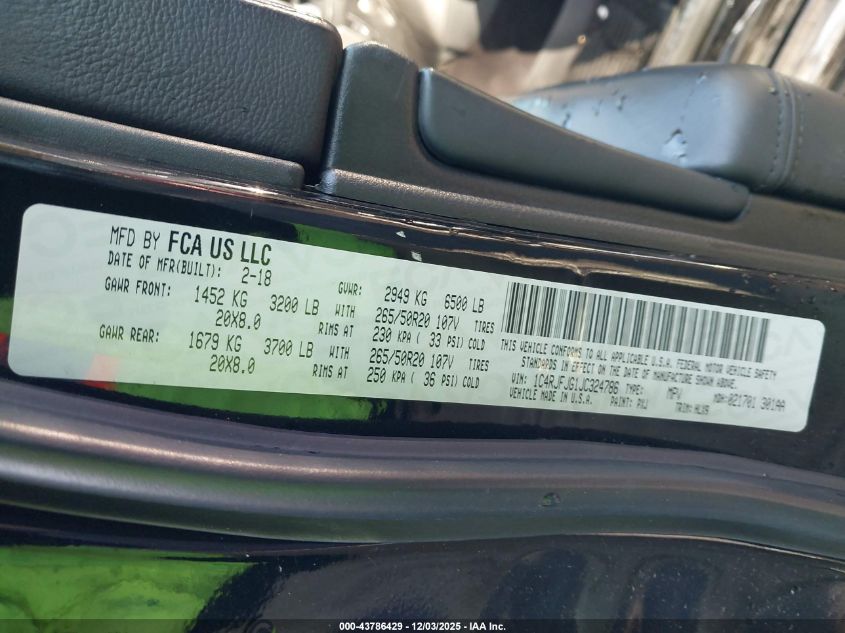 MFD BY FCA US LLC
DATE OF MFR(BUILT): 2-18 GVWR: 2949 KG 6500 LB
GAWR FRONT: 1452 KG 3200 LB WITH 265/50R20 107V TIRES
20X8.0 RIMS AT 230 KPA ( 33 PSI) COLD
GAWR REAR: 1679 KG 3700 LB WITH 265/50R20 107V TIRES
20X8.0 RIMS AT 250 KPA ( 36 PSI) COLD
THIS VEHICLE CONFORMS TO ALL APPLICABLE U.S.A. FEDERAL MOTOR VEHICLE SAFETY
STANDARDS IN EFFECT ON THE DATE OF MANUFACTURE SHOWN ABOVE.
VIN: 1C4RJFJG1JC324786 TYPE: MPV MDH:021701 301AA
VEHICLE MADE IN U.S.A. PAINT: PXJ TRIM:
000-43786429 - 12/03/2025 - IAA Inc.